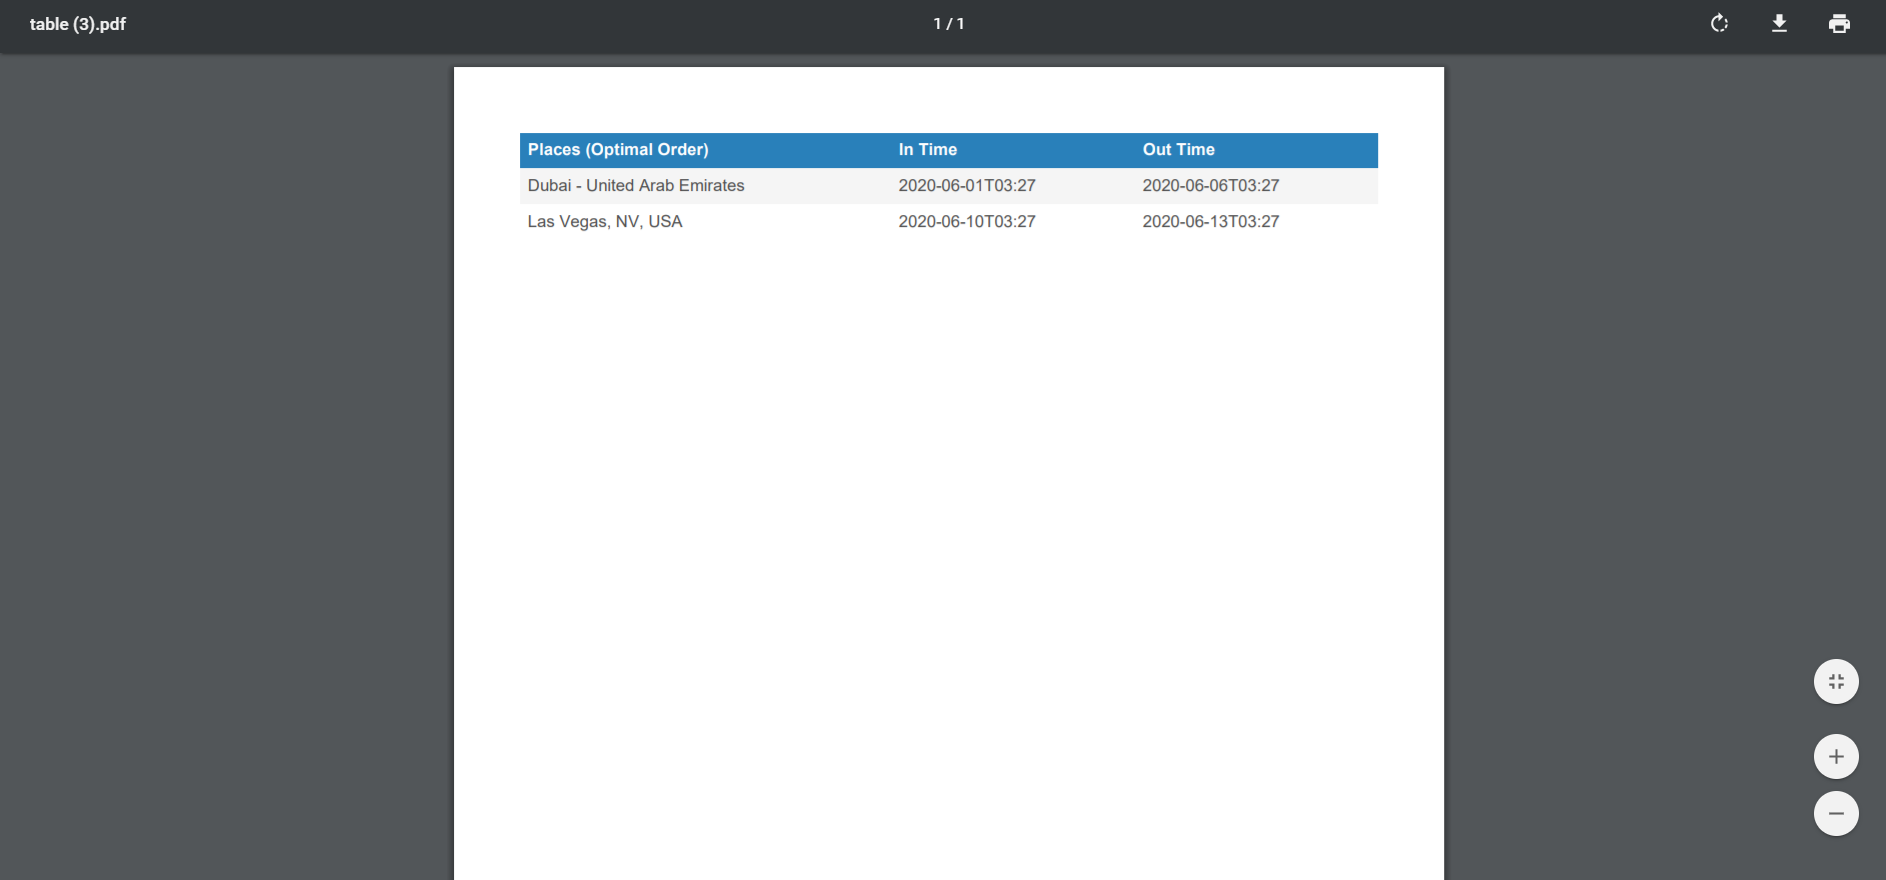 table (3).pdf 1 / 1
Places (Optimal Order) In Time Out Time
Dubai - United Arab Emirates 2020-06-01T03:27 2020-06-06T03:27
Las Vegas, NV, USA 2020-06-10T03:27 2020-06-13T03:27